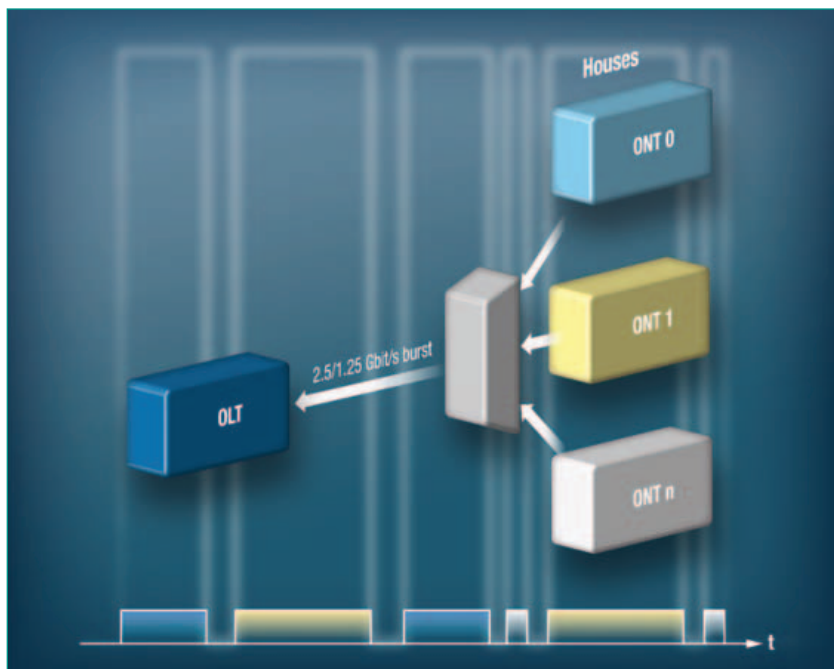 Houses
ONT 0
ONT 1
2.5/1.25 Gbit/s burst
OLT
ONT n
t